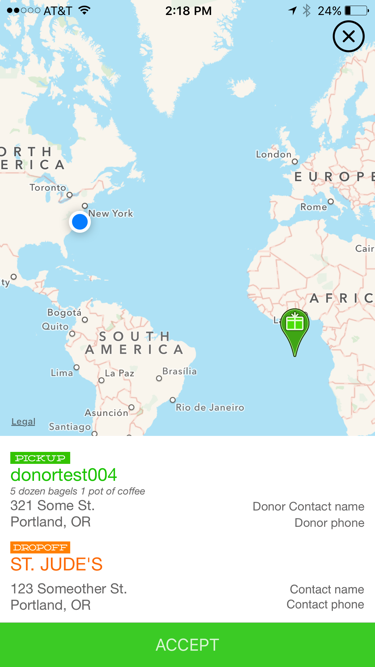 AT&T 2:18 PM 24%
London
EUROPE
ORTH
ERICA
Toronto
Rome
New York
Cair
ty
AFRIC
La
Bogotá
Quito
SOUTH
AMERICA
Lima
La Paz
Brasília
Asunción
Rio de Janeiro
Legal
Santiago
PICKUP
donortest004
5 dozen bagels 1 pot of coffee
321 Some St. Donor Contact name
Portland, OR Donor phone
DROPOFF
ST. JUDE'S
123 Someother St. Contact name
Portland, OR Contact phone
ACCEPT